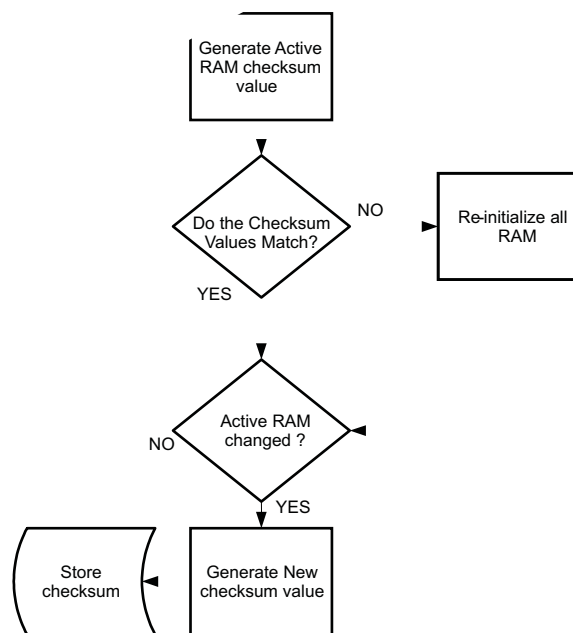 Generate Active
RAM checksum
value
Do the Checksum
Values Match?
NO
Re-initialize all
RAM
YES
Active RAM
changed ?
NO
YES
Store
checksum
Generate New
checksum value